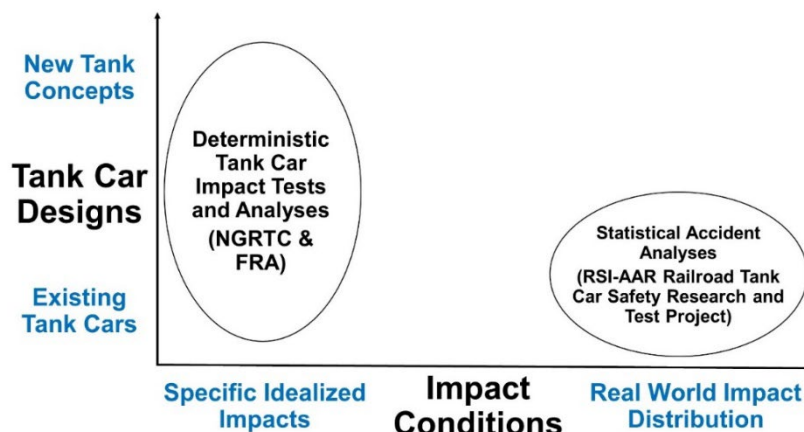 New Tank
Concepts
Tank Car
Designs
Existing
Tank Cars
Deterministic
Tank Car
Impact Tests
and Analyses
(NGRTC &
FRA)
Statistical Accident
Analyses
(RSI-AAR Railroad Tank
Car Safety Research and
Test Project)
Specific Idealized
Impacts
Impact
Conditions
Real World Impact
Distribution